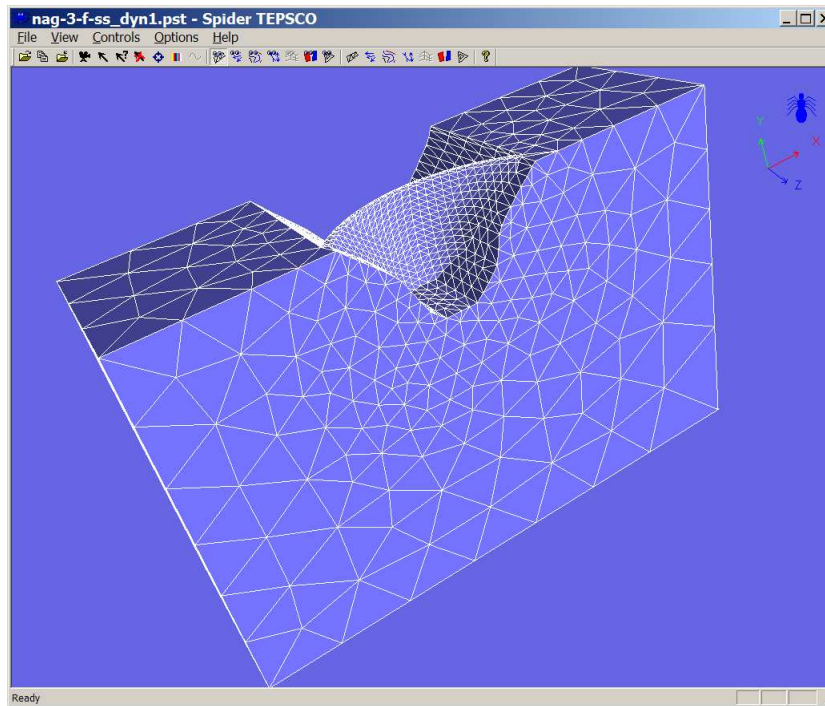 nag-3-f-ss_dyn1.pst - Spider TEPSCO
File View Controls Options Help
Y
X
Z
Ready